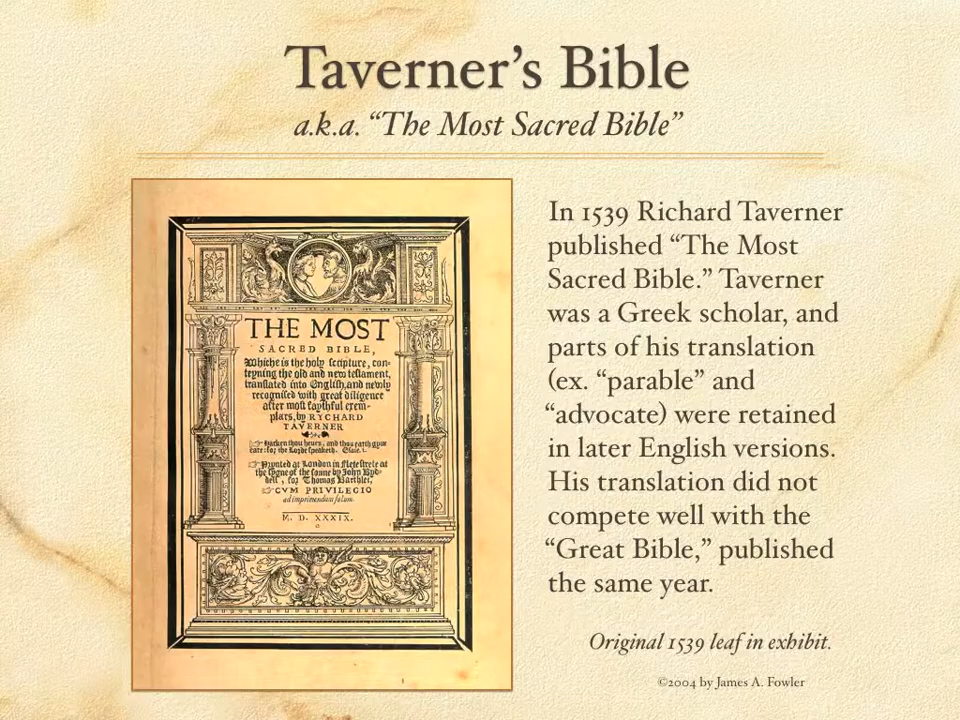 Taverner’s Bible
a.k.a. “The Most Sacred Bible”
THE MOST
SACRED BIBLE,
Whiche is the holy scripture, con-
teyning the old and new testament,
translated into English, and newly
recognised with great diligence
after most faythful exem-
plars, by RYCHARD
TAVERNER
Harken thou heuen, and thou earth gyue
eare: for the Lorde speaketh. Esaie. i.
Prynted at London in Fletestrete at
the sygne of the sonne by John Byd-
dell, for Thomas Barthlet.
CVM PRIVILEGIO
ad imprimendum solum.
M. D. XXXIX.
In 1539 Richard Taverner
published “The Most
Sacred Bible.” Taverner
was a Greek scholar, and
parts of his translation
(ex. “parable” and
“advocate) were retained
in later English versions.
His translation did not
compete well with the
“Great Bible,” published
the same year.
Original 1539 leaf in exhibit.
©2004 by James A. Fowler